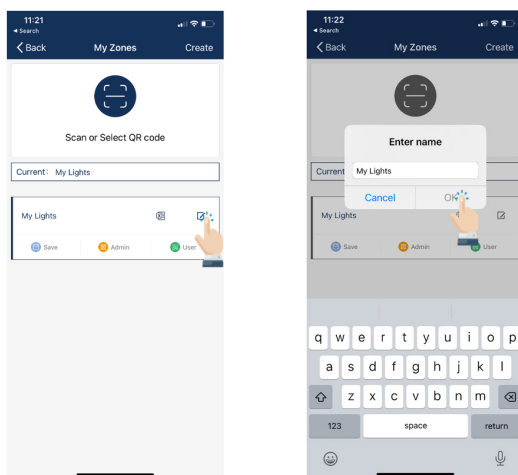 11:21
◄ Search
Back
My Zones
Create
Scan or Select QR code
Current: My Lights
My Lights
Save
Admin
User
11:22
◄ Search
Back
My Zones
Create
Enter name
Current
My Lights
Cancel
OK
My Lights
Save
Admin
User
q w e r t y u i o p
a s d f g h j k l
z x c v b n m
123
space
return